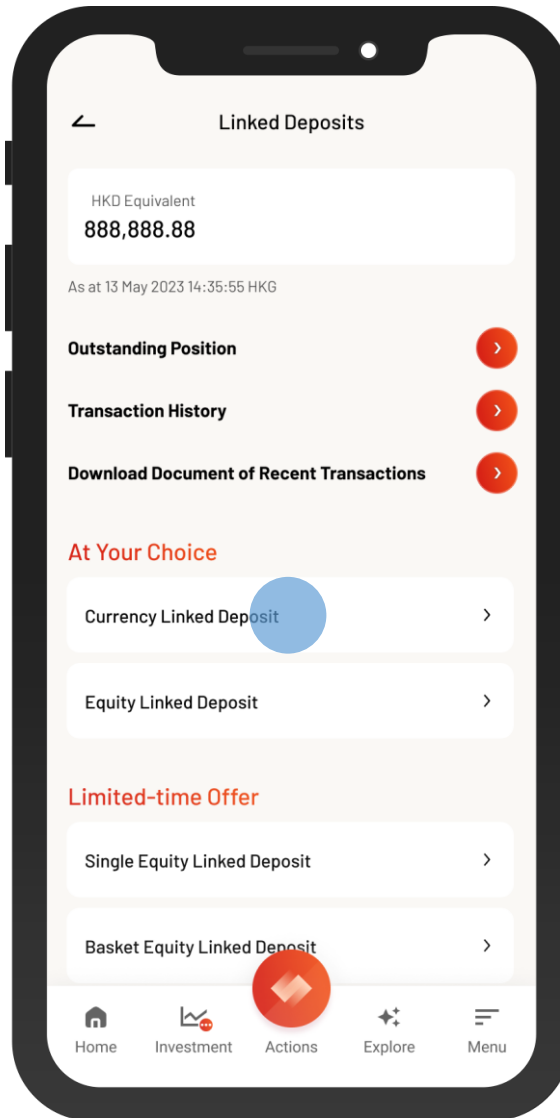 Linked Deposits
HKD Equivalent
888,888.88
As at 13 May 2023 14:35:55 HKG
Outstanding Position
Transaction History
Download Document of Recent Transactions
At Your Choice
Currency Linked Deposit
Equity Linked Deposit
Limited-time Offer
Single Equity Linked Deposit
Basket Equity Linked Deposit
Home
Investment
Actions
Explore
Menu